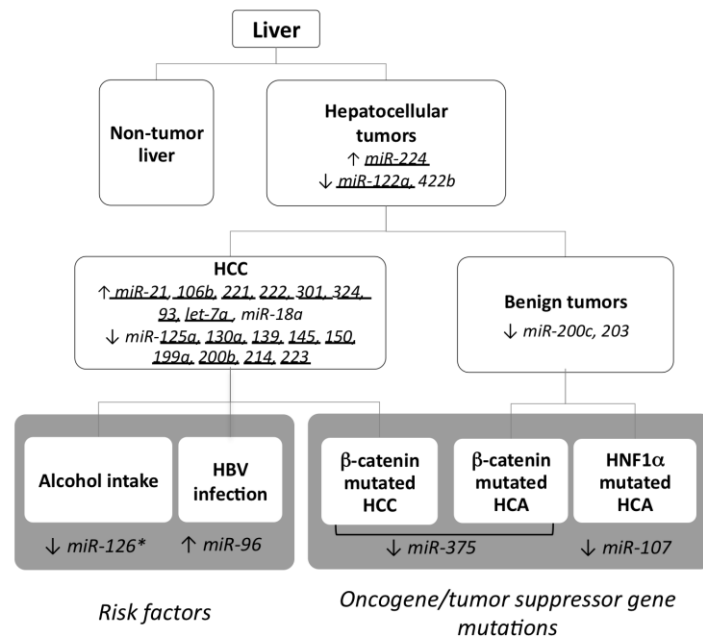 Liver
Non-tumor
liver
Hepatocellular
tumors
↑ miR-224
↓ miR-122a, 422b
HCC
↑ miR-21, 106b, 221, 222, 301, 324,
93, let-7a , miR-18a
↓ miR-125a, 130a, 139, 145, 150,
199a, 200b, 214, 223
Benign tumors
↓ miR-200c, 203
Alcohol intake
HBV
infection
β-catenin
mutated
HCC
β-catenin
mutated
HCA
HNF1α
mutated
HCA
↓ miR-126*
↑ miR-96
↓ miR-375
↓ miR-107
Risk factors
Oncogene/tumor suppressor gene
mutations